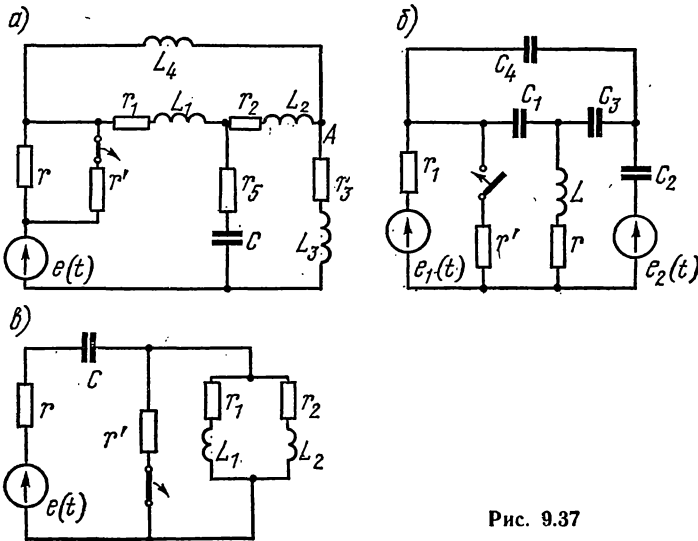 а)
L₄
r₁ L₁ r₂ L₂
A
r r' r₅ r₃
C L₃
e(t)
б)
C₄
C₁ C₃
r₁ L C₂
r' r
e₁(t) e₂(t)
в)
C
r r' r₁ r₂
L₁ L₂
e(t)
Рис. 9.37